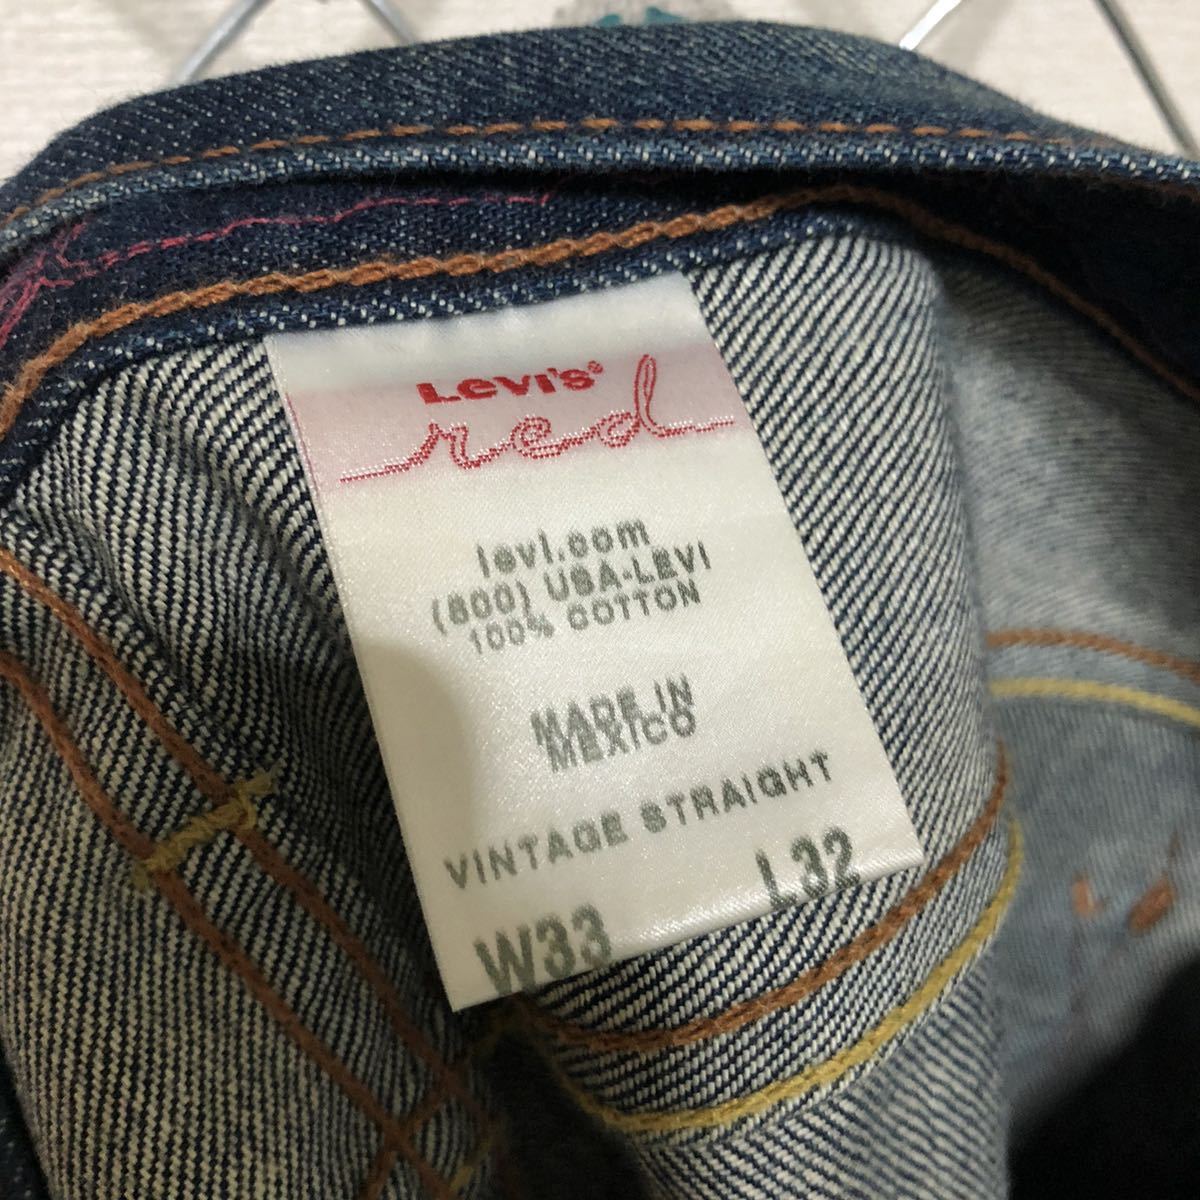 Levi's®
red
levi.com
(800) USA-LEVI
100% COTTON
MADE IN
MEXICO
VINTAGE STRAIGHT
W33 L32